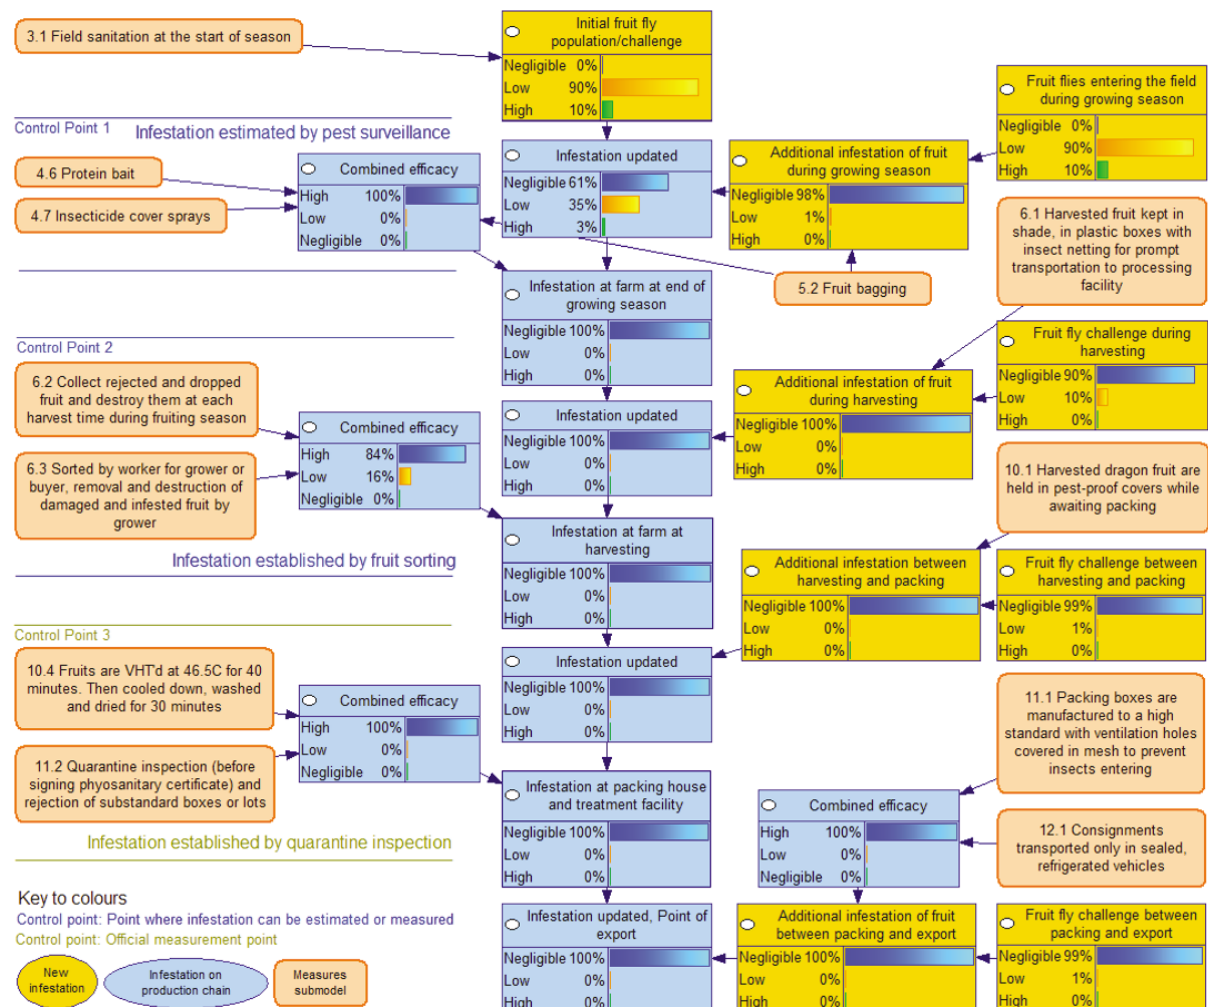 3.1 Field sanitation at the start of season
Initial fruit fly
population/challenge
Negligible 0%
Low 90%
High 10%
Fruit flies entering the field
during growing season
Negligible 0%
Low 90%
High 10%
Control Point 1
Infestation estimated by pest surveillance
4.6 Protein bait
4.7 Insecticide cover sprays
Combined efficacy
High 100%
Low 0%
Negligible 0%
Infestation updated
Negligible 61%
Low 35%
High 3%
Additional infestation of fruit
during growing season
Negligible 98%
Low 1%
High 0%
6.1 Harvested fruit kept in
shade, in plastic boxes with
insect netting for prompt
transportation to processing
facility
5.2 Fruit bagging
Infestation at farm at end of
growing season
Negligible 100%
Low 0%
High 0%
Control Point 2
6.2 Collect rejected and dropped
fruit and destroy them at each
harvest time during fruiting season
6.3 Sorted by worker for grower or
buyer, removal and destruction of
damaged and infested fruit by
grower
Combined efficacy
High 84%
Low 16%
Negligible 0%
Infestation updated
Negligible 100%
Low 0%
High 0%
Additional infestation of fruit
during harvesting
Negligible 100%
Low 0%
High 0%
Fruit fly challenge during
harvesting
Negligible 90%
Low 10%
High 0%
10.1 Harvested dragon fruit are
held in pest-proof covers while
awaiting packing
Infestation at farm at
harvesting
Negligible 100%
Low 0%
High 0%
Infestation established by fruit sorting
Additional infestation between
harvesting and packing
Negligible 100%
Low 0%
High 0%
Fruit fly challenge between
harvesting and packing
Negligible 99%
Low 1%
High 0%
Control Point 3
10.4 Fruits are VHT'd at 46.5C for 40
minutes. Then cooled down, washed
and dried for 30 minutes
11.2 Quarantine inspection (before
signing phyosanitary certificate) and
rejection of substandard boxes or lots
Combined efficacy
High 100%
Low 0%
Negligible 0%
Infestation updated
Negligible 100%
Low 0%
High 0%
11.1 Packing boxes are
manufactured to a high
standard with ventilation holes
covered in mesh to prevent
insects entering
Infestation at packing house
and treatment facility
Negligible 100%
Low 0%
High 0%
Combined efficacy
High 100%
Low 0%
Negligible 0%
12.1 Consignments
transported only in sealed,
refrigerated vehicles
Infestation established by quarantine inspection
Key to colours
Control point: Point where infestation can be estimated or measured
Control point: Official measurement point
New
infestation
Infestation on
production chain
Measures
submodel
Infestation updated, Point of
export
Negligible 100%
Low 0%
High 0%
Additional infestation of fruit
between packing and export
Negligible 100%
Low 0%
High 0%
Fruit fly challenge between
packing and export
Negligible 99%
Low 1%
High 0%